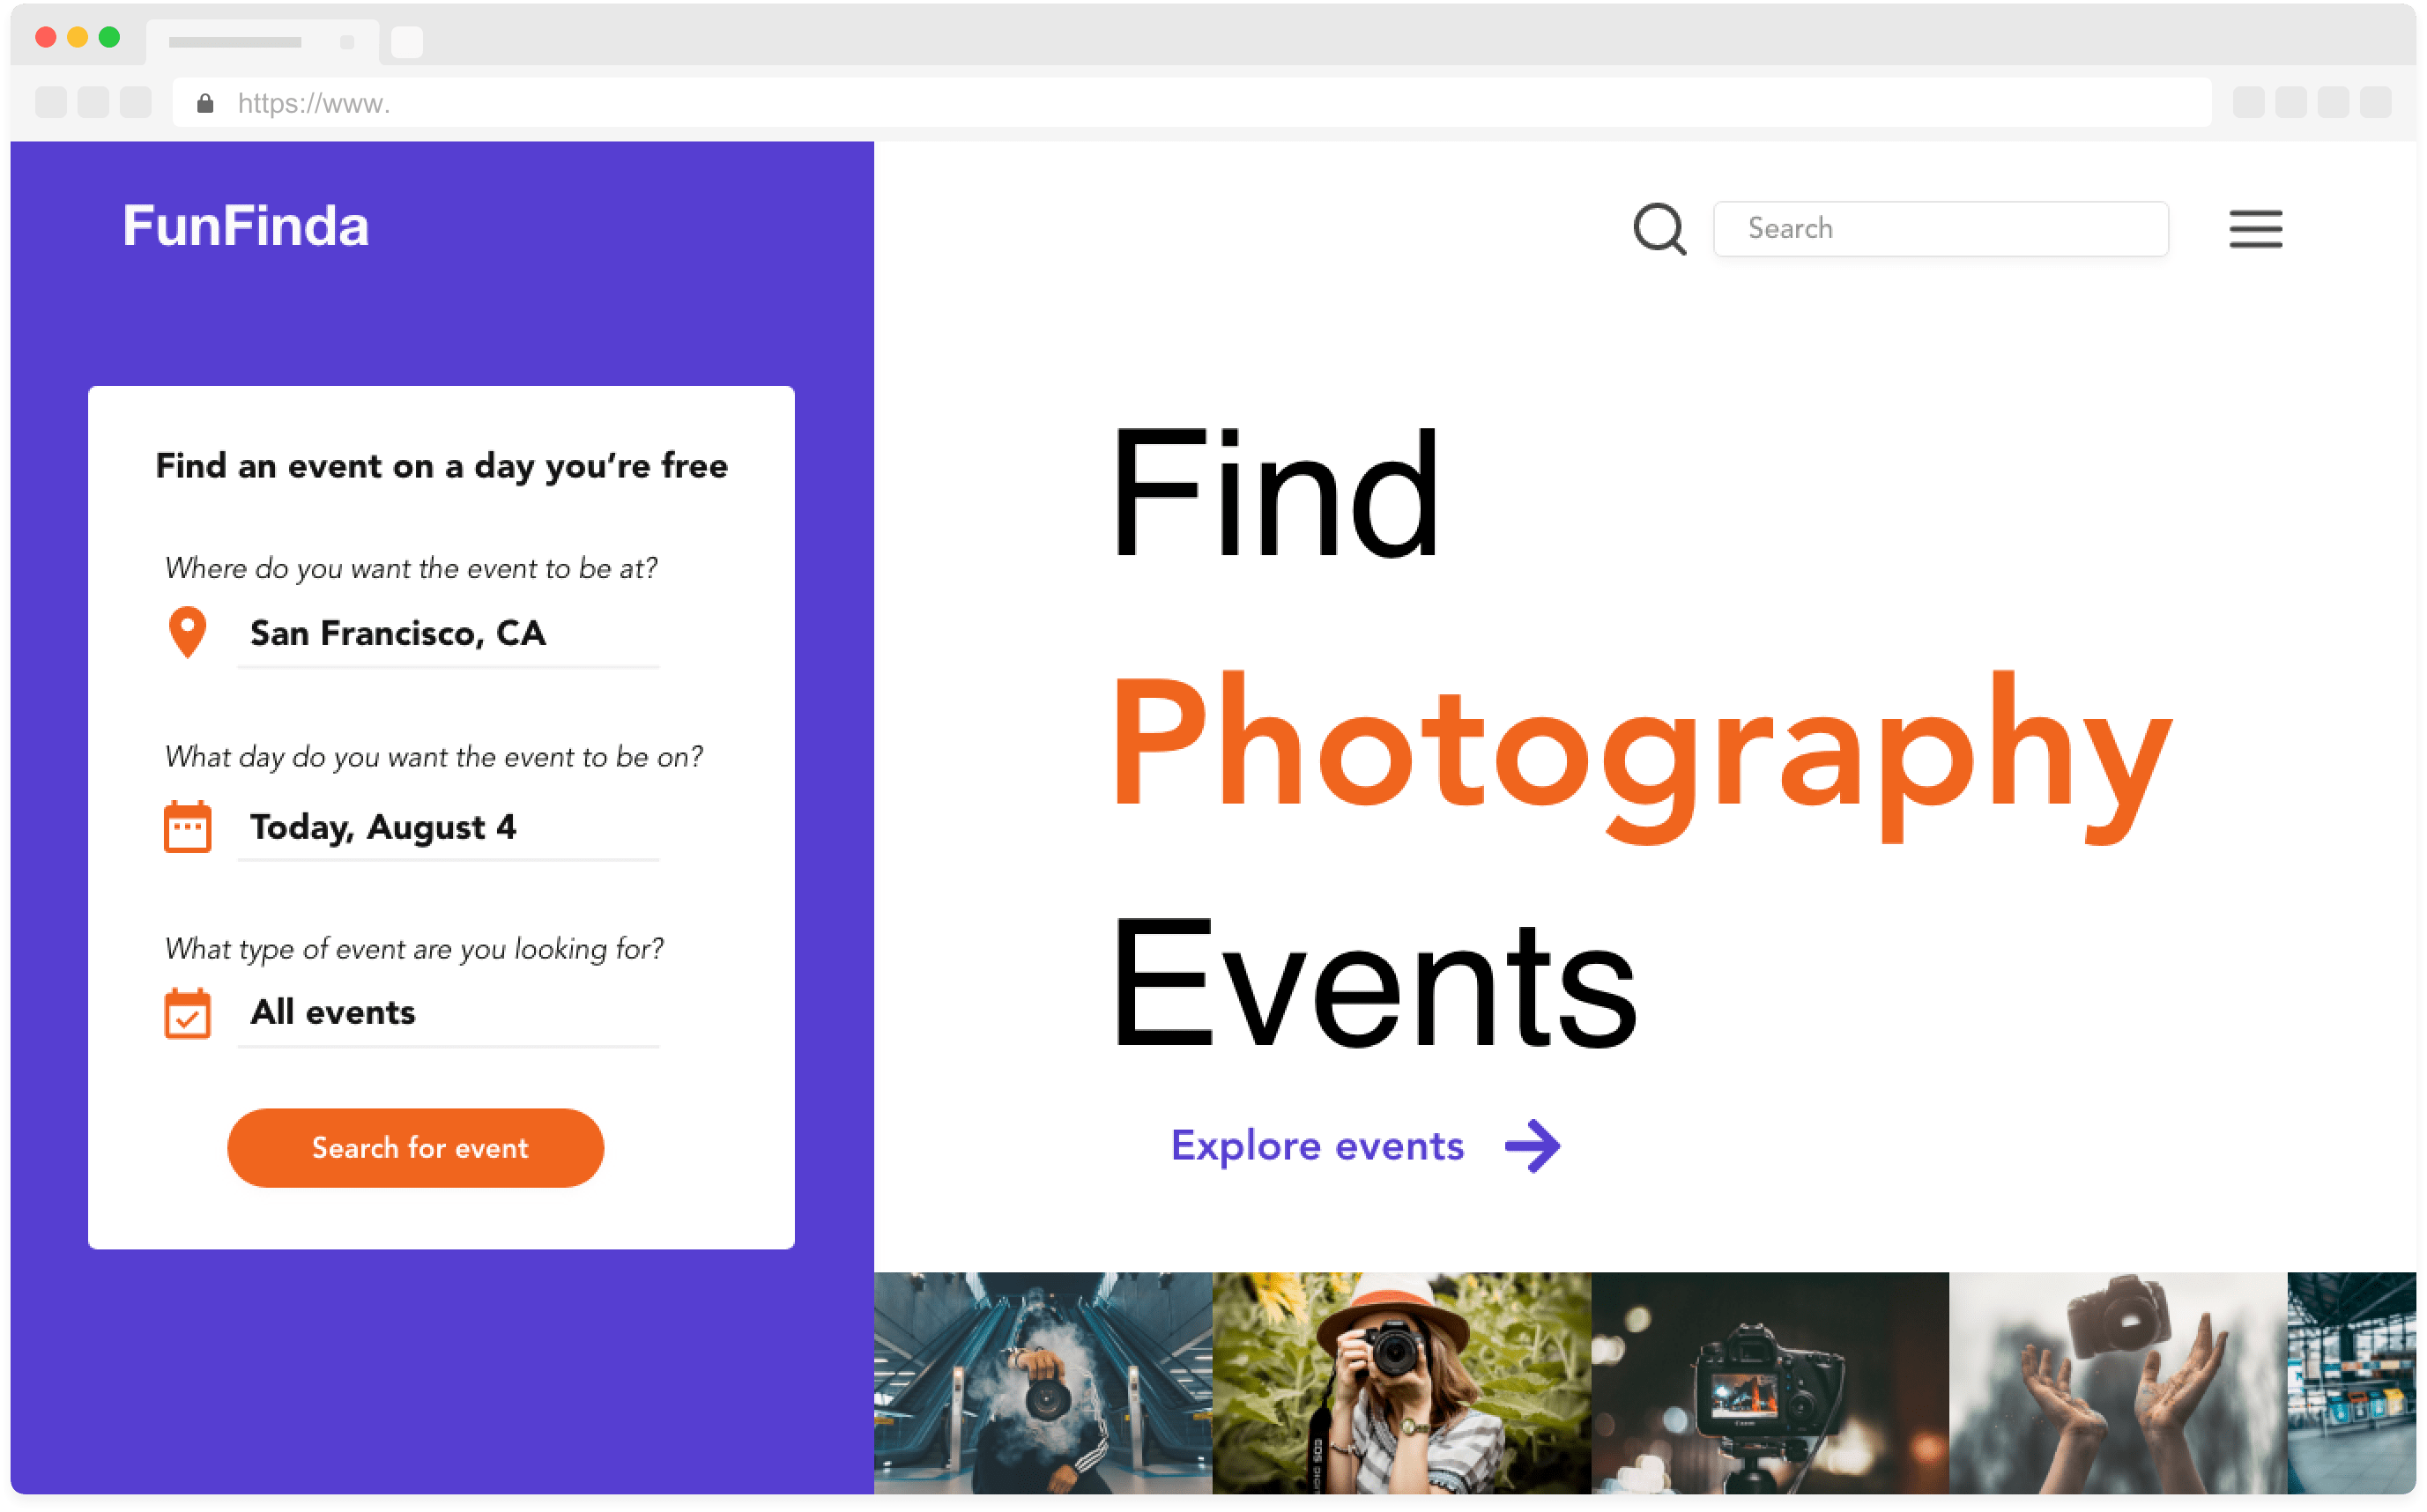 https://www.
FunFinda
Search
Find an event on a day you’re free
Where do you want the event to be at?
San Francisco, CA
What day do you want the event to be on?
Today, August 4
What type of event are you looking for?
All events
Search for event
Find
Photography
Events
Explore events